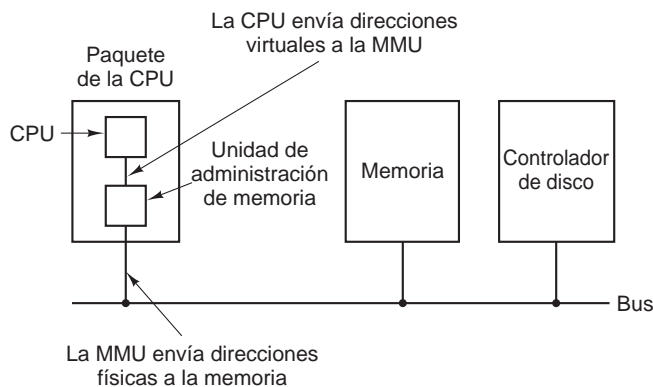 La CPU envía direcciones
virtuales a la MMU
Paquete
de la CPU
CPU
Unidad de
administración
de memoria
Memoria
Controlador
de disco
Bus
La MMU envía direcciones
físicas a la memoria